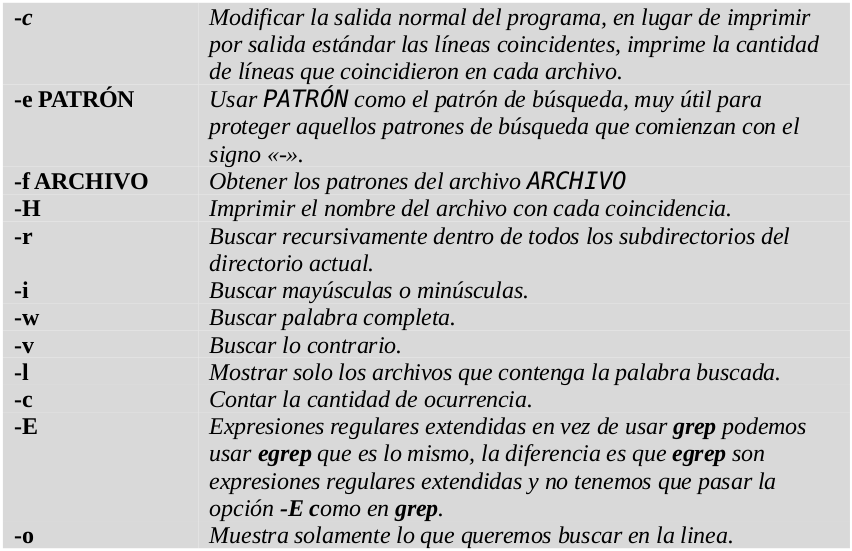 -c Modificar la salida normal del programa, en lugar de imprimir
por salida estándar las líneas coincidentes, imprime la cantidad
de líneas que coincidieron en cada archivo.
-e PATRÓN Usar PATRÓN como el patrón de búsqueda, muy útil para
proteger aquellos patrones de búsqueda que comienzan con el
signo «-».
-f ARCHIVO Obtener los patrones del archivo ARCHIVO
-H Imprimir el nombre del archivo con cada coincidencia.
-r Buscar recursivamente dentro de todos los subdirectorios del
directorio actual.
-i Buscar mayúsculas o minúsculas.
-w Buscar palabra completa.
-v Buscar lo contrario.
-l Mostrar solo los archivos que contenga la palabra buscada.
-c Contar la cantidad de ocurrencia.
-E Expresiones regulares extendidas en vez de usar grep podemos
usar egrep que es lo mismo, la diferencia es que egrep son
expresiones regulares extendidas y no tenemos que pasar la
opción -E como en grep.
-o Muestra solamente lo que queremos buscar en la linea.